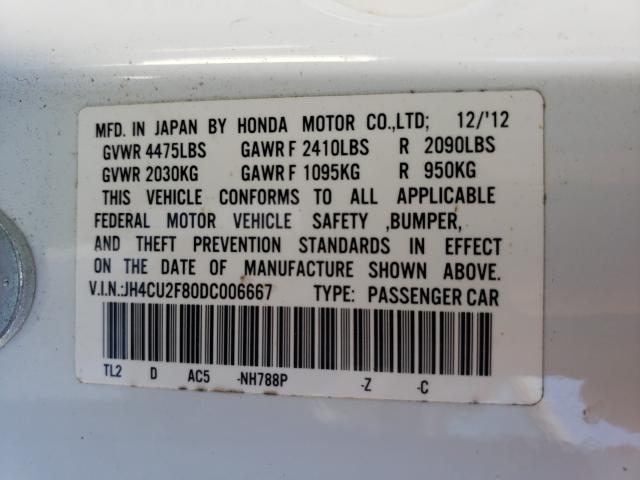 MFD. IN JAPAN BY HONDA MOTOR CO.,LTD; 12/'12
GVWR 4475LBS GAWR F 2410LBS R 2090LBS
GVWR 2030KG GAWR F 1095KG R 950KG
THIS VEHICLE CONFORMS TO ALL APPLICABLE
FEDERAL MOTOR VEHICLE SAFETY ,BUMPER,
AND THEFT PREVENTION STANDARDS IN EFFECT
ON THE DATE OF MANUFACTURE SHOWN ABOVE.
V.I.N.:JH4CU2F80DC006667 TYPE: PASSENGER CAR
TL2 D AC5 -NH788P -Z -C